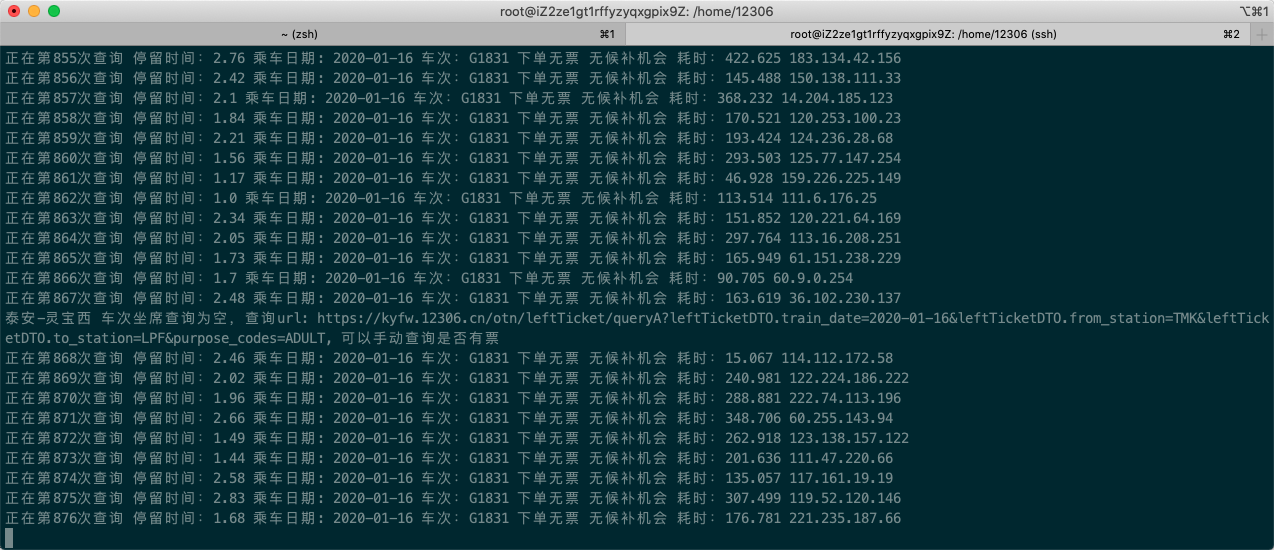 root@iZ2ze1gt1rffyzyqxgpix9Z: /home/12306
⌥⌘1
~ (zsh)
⌘1
root@iZ2ze1gt1rffyzyqxgpix9Z: /home/12306 (ssh)
⌘2
正在第855次查询 停留时间: 2.76 乘车日期: 2020-01-16 车次: G1831 下单无票 无候补机会 耗时: 422.625 183.134.42.156
正在第856次查询 停留时间: 2.42 乘车日期: 2020-01-16 车次: G1831 下单无票 无候补机会 耗时: 145.488 150.138.111.33
正在第857次查询 停留时间: 2.1 乘车日期: 2020-01-16 车次: G1831 下单无票 无候补机会 耗时: 368.232 14.204.185.123
正在第858次查询 停留时间: 1.84 乘车日期: 2020-01-16 车次: G1831 下单无票 无候补机会 耗时: 170.521 120.253.100.23
正在第859次查询 停留时间: 2.21 乘车日期: 2020-01-16 车次: G1831 下单无票 无候补机会 耗时: 193.424 124.236.28.68
正在第860次查询 停留时间: 1.56 乘车日期: 2020-01-16 车次: G1831 下单无票 无候补机会 耗时: 293.503 125.77.147.254
正在第861次查询 停留时间: 1.17 乘车日期: 2020-01-16 车次: G1831 下单无票 无候补机会 耗时: 46.928 159.226.225.149
正在第862次查询 停留时间: 1.0 乘车日期: 2020-01-16 车次: G1831 下单无票 无候补机会 耗时: 113.514 111.6.176.25
正在第863次查询 停留时间: 2.34 乘车日期: 2020-01-16 车次: G1831 下单无票 无候补机会 耗时: 151.852 120.221.64.169
正在第864次查询 停留时间: 2.05 乘车日期: 2020-01-16 车次: G1831 下单无票 无候补机会 耗时: 297.764 113.16.208.251
正在第865次查询 停留时间: 1.73 乘车日期: 2020-01-16 车次: G1831 下单无票 无候补机会 耗时: 165.949 61.151.238.229
正在第866次查询 停留时间: 1.7 乘车日期: 2020-01-16 车次: G1831 下单无票 无候补机会 耗时: 90.705 60.9.0.254
正在第867次查询 停留时间: 2.48 乘车日期: 2020-01-16 车次: G1831 下单无票 无候补机会 耗时: 163.619 36.102.230.137
泰安-灵宝西 车次坐席查询为空, 查询url: https://kyfw.12306.cn/otn/leftTicket/queryA?leftTicketDTO.train_date=2020-01-16&leftTicketDTO.from_station=TMK&leftTic
ketDTO.to_station=LPF&purpose_codes=ADULT, 可以手动查询是否有票
正在第868次查询 停留时间: 2.46 乘车日期: 2020-01-16 车次: G1831 下单无票 无候补机会 耗时: 15.067 114.112.172.58
正在第869次查询 停留时间: 2.02 乘车日期: 2020-01-16 车次: G1831 下单无票 无候补机会 耗时: 240.981 122.224.186.222
正在第870次查询 停留时间: 1.96 乘车日期: 2020-01-16 车次: G1831 下单无票 无候补机会 耗时: 288.881 222.74.113.196
正在第871次查询 停留时间: 2.66 乘车日期: 2020-01-16 车次: G1831 下单无票 无候补机会 耗时: 348.706 60.255.143.94
正在第872次查询 停留时间: 1.49 乘车日期: 2020-01-16 车次: G1831 下单无票 无候补机会 耗时: 262.918 123.138.157.122
正在第873次查询 停留时间: 1.44 乘车日期: 2020-01-16 车次: G1831 下单无票 无候补机会 耗时: 201.636 111.47.220.66
正在第874次查询 停留时间: 2.58 乘车日期: 2020-01-16 车次: G1831 下单无票 无候补机会 耗时: 135.057 117.161.19.19
正在第875次查询 停留时间: 2.83 乘车日期: 2020-01-16 车次: G1831 下单无票 无候补机会 耗时: 307.499 119.52.120.146
正在第876次查询 停留时间: 1.68 乘车日期: 2020-01-16 车次: G1831 下单无票 无候补机会 耗时: 176.781 221.235.187.66